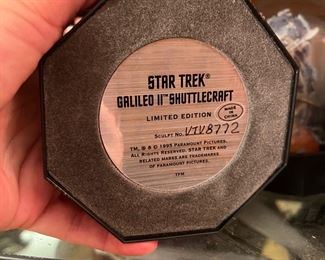 STAR TREK®
GALILEO II™ SHUTTLECRAFT
LIMITED EDITION
MADE IN CHINA
SCULPT NO. VIV8772
TM, ® & © 1995 PARAMOUNT PICTURES.
ALL RIGHTS RESERVED. STAR TREK AND
RELATED MARKS ARE TRADEMARKS
OF PARAMOUNT PICTURES.
TFM